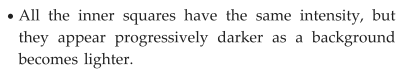 • All the inner squares have the same intensity, but
they appear progressively darker as a background
becomes lighter.